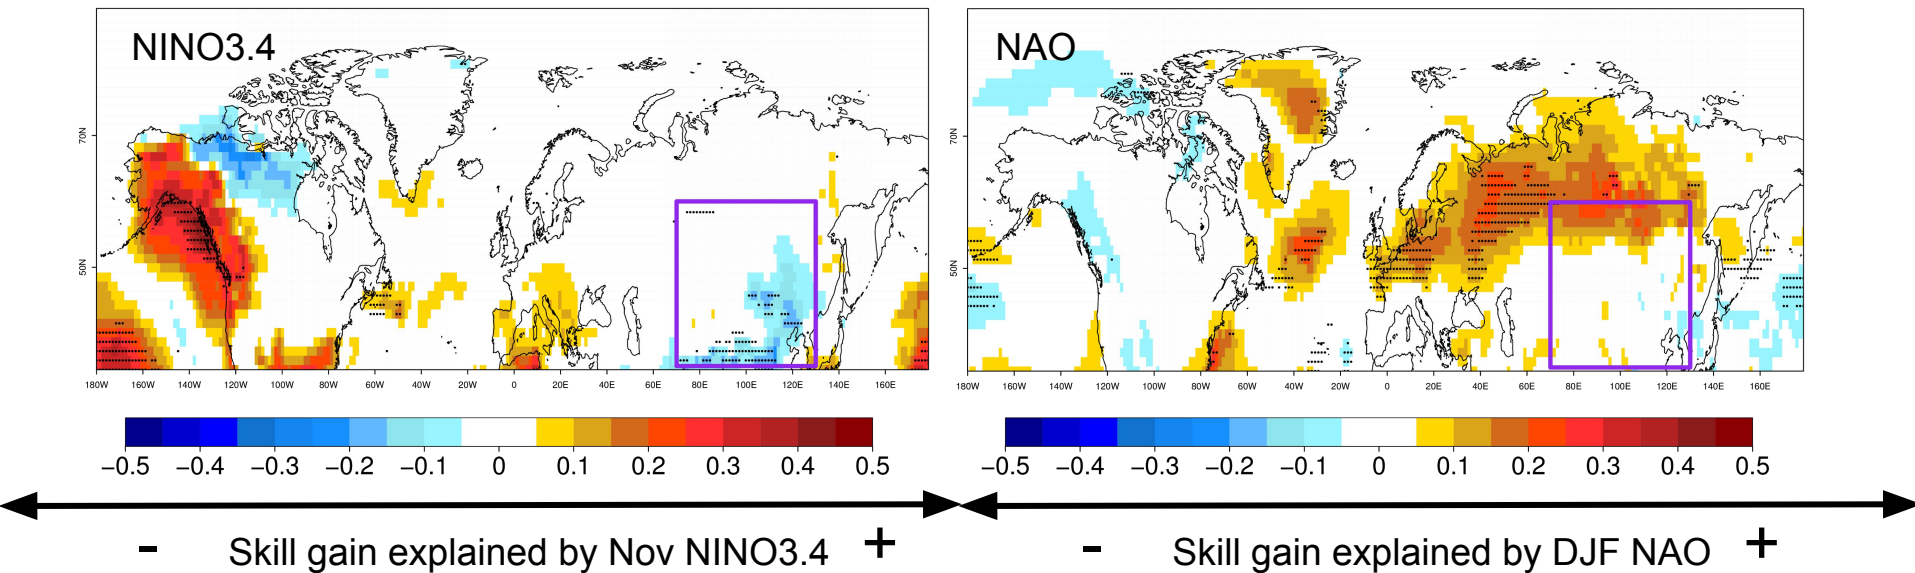 NINO3.4
NAO
70N
50N
70N
50N
180W 160W 140W 120W 100W 80W 60W 40W 20W 0 20E 40E 60E 80E 100E 120E 140E 160E
180W 160W 140W 120W 100W 80W 60W 40W 20W 0 20E 40E 60E 80E 100E 120E 140E 160E
−0.5 −0.4 −0.3 −0.2 −0.1 0 0.1 0.2 0.3 0.4 0.5
−0.5 −0.4 −0.3 −0.2 −0.1 0 0.1 0.2 0.3 0.4 0.5
- Skill gain explained by Nov NINO3.4 +
- Skill gain explained by DJF NAO +